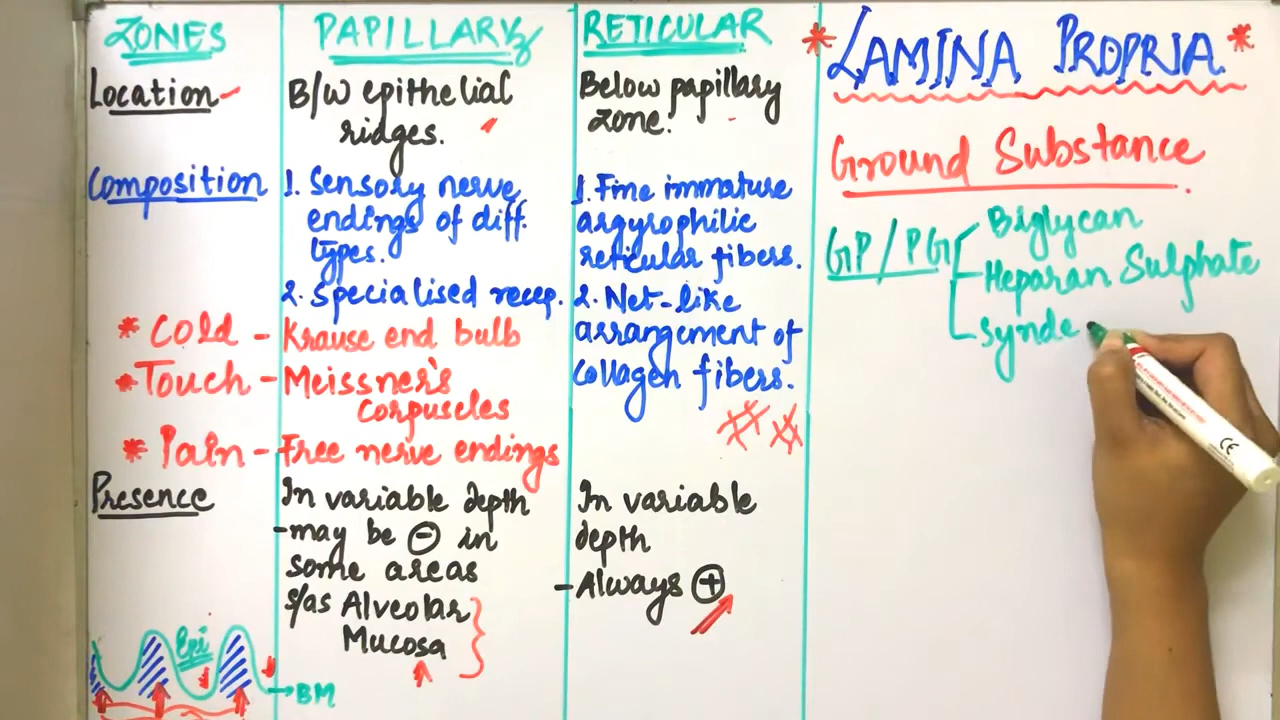 ZONES
Location
Composition
PAPILLARY
B/W epithelial
ridges.
1. Sensory nerve
endings of diff.
types.
2. Specialised recep.
* Cold - Krause end bulb
* Touch - Meissner's
corpuscles
* Pain - Free nerve endings
Presence
In variable depth
- may be ⊖ in
some areas
s/as Alveolar
Mucosa
Epi
→ BM
RETICULAR
Below papillary
zone.
1. Fine immature
argyrophilic
reticular fibers.
2. Net-like
arrangement of
collagen fibers.
In variable
depth
- Always ⊕
* LAMINA PROPRIA *
Ground Substance
GP / PG
Biglycan
Heparan Sulphate
Synde
CE